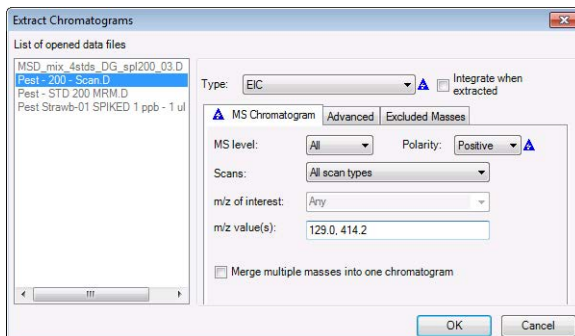 Extract Chromatograms
List of opened data files
MSD_mix_4stds_DG_spl200_03.D
Pest - 200 - Scan.D
Pest - STD 200 MRM.D
Pest Strawb-01 SPIKED 1 ppb - 1 ul
Type: EIC Integrate when extracted
MS Chromatogram Advanced Excluded Masses
MS level: All Polarity: Positive
Scans: All scan types
m/z of interest: Any
m/z value(s): 129.0, 414.2
Merge multiple masses into one chromatogram
OK Cancel